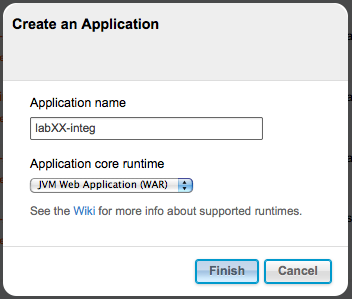 Create an Application
Application name
labXX-integ
Application core runtime
JVM Web Application (WAR)
See the Wiki for more info about supported runtimes.
Finish
Cancel